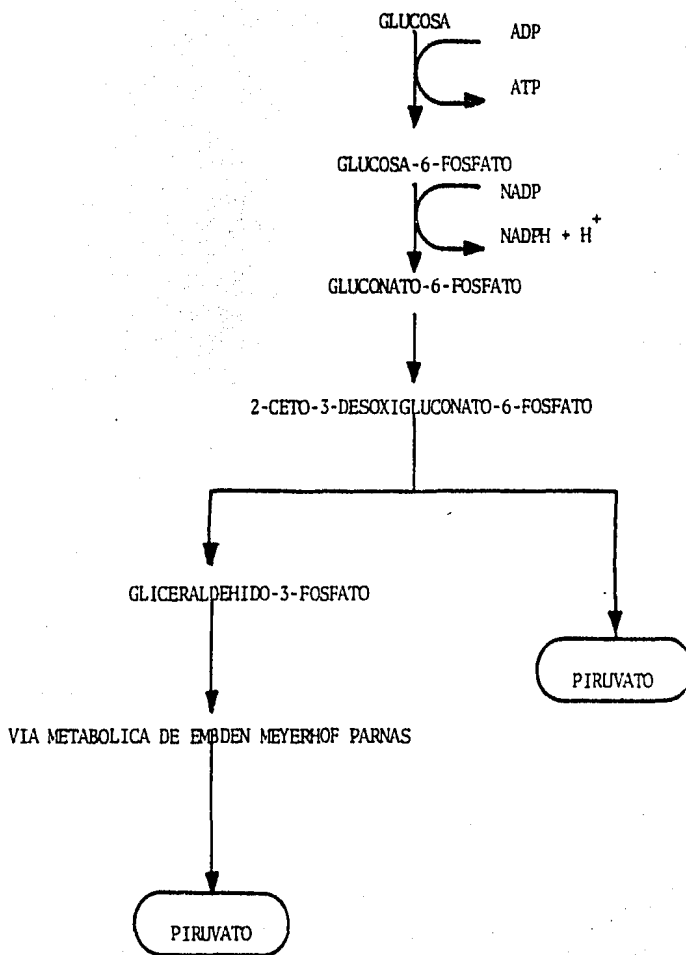 GLUCOSA
ADP
ATP
GLUCOSA-6-FOSFATO
NADP
NADPH + H+
GLUCONATO-6-FOSFATO
2-CETO-3-DESOXIGLUCONATO-6-FOSFATO
GLICERALDEHIDO-3-FOSFATO
PIRUVATO
VIA METABOLICA DE EMBDEN MEYERHOF PARNAS
PIRUVATO